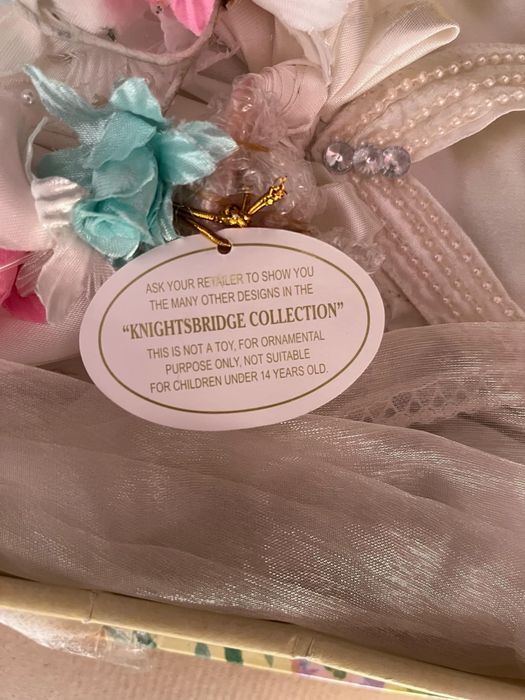 ASK YOUR RETAILER TO SHOW YOU
THE MANY OTHER DESIGNS IN THE
"KNIGHTSBRIDGE COLLECTION"
THIS IS NOT A TOY, FOR ORNAMENTAL
PURPOSE ONLY, NOT SUITABLE
FOR CHILDREN UNDER 14 YEARS OLD.